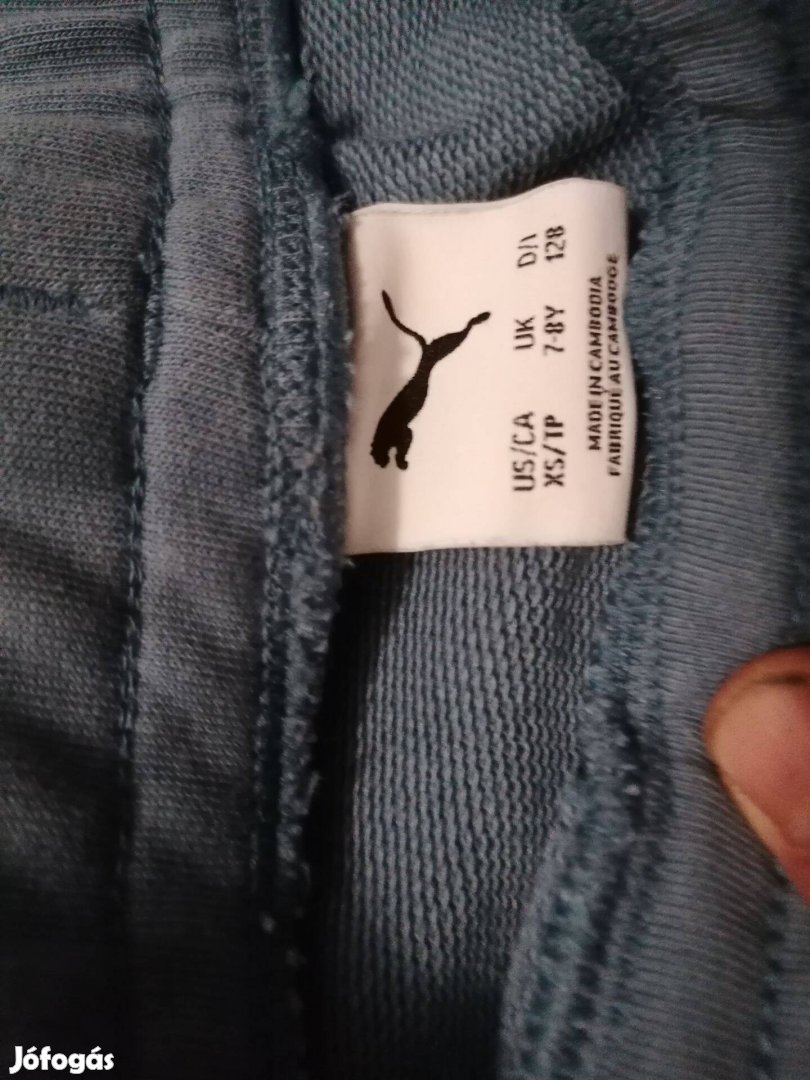 US/CA UK D/I
XS/TP 7-8Y 128
MADE IN CAMBODIA
FABRIQUÉ AU CAMBODGE
Jófogás